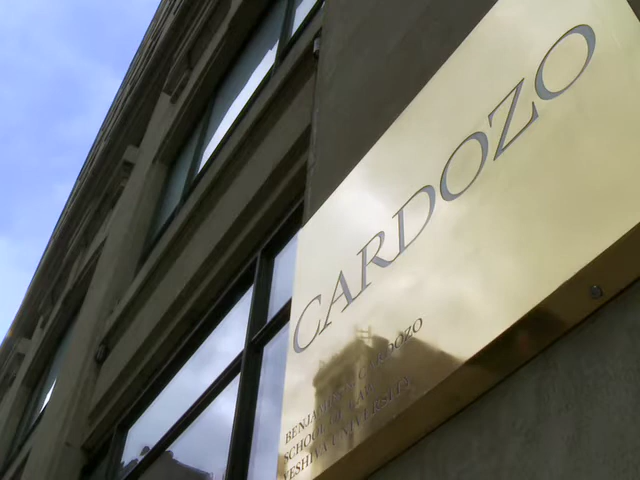 CARDOZO
BENJAMIN N. CARDOZO
SCHOOL OF LAW
YESHIVA UNIVERSITY